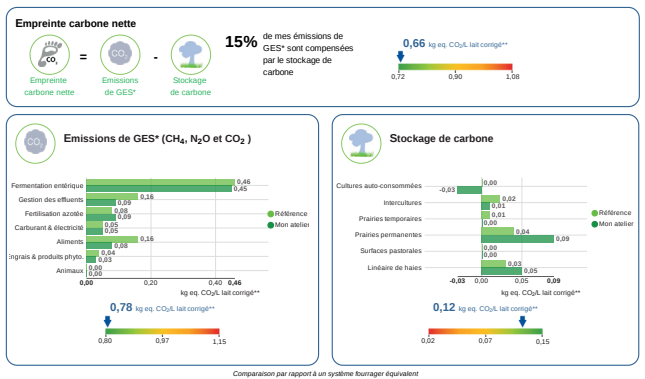 Empreinte carbone nette
CO₂
=
CO₂
-
Empreinte carbone nette
Emissions de GES*
Stockage de carbone
15%
de mes émissions de
GES* sont compensées
par le stockage de
carbone
0,66 kg eq. CO₂/L lait corrigé**
0,72 0,90 1,08
CO₂
Emissions de GES* (CH₄, N₂O et CO₂ )
Fermentation entérique 0,46 0,45
Gestion des effluents 0,16 0,09
Fertilisation azotée 0,08 0,09
Carburant & électricité 0,05 0,05
Aliments 0,16 0,08
ngrais & produits phyto. 0,04 0,03
Animaux 0,00 0,00
Référence
Mon atelier
0,00 0,20 0,40 0,46
kg eq. CO₂/L lait corrigé**
0,78 kg eq. CO₂/L lait corrigé**
0,80 0,97 1,15
Stockage de carbone
Cultures auto-consommées 0,00 -0,03
Intercultures 0,02 0,01
Prairies temporaires 0,01 0,00
Prairies permanentes 0,04 0,09
Surfaces pastorales 0,00 0,00
Linéaire de haies 0,03 0,05
Référence
Mon atelier
-0,03 0,00 0,05 0,09
kg eq. CO₂/L lait corrigé**
0,12 kg eq. CO₂/L lait corrigé**
0,02 0,07 0,15
Comparaison par rapport à un système fourrager équivalent